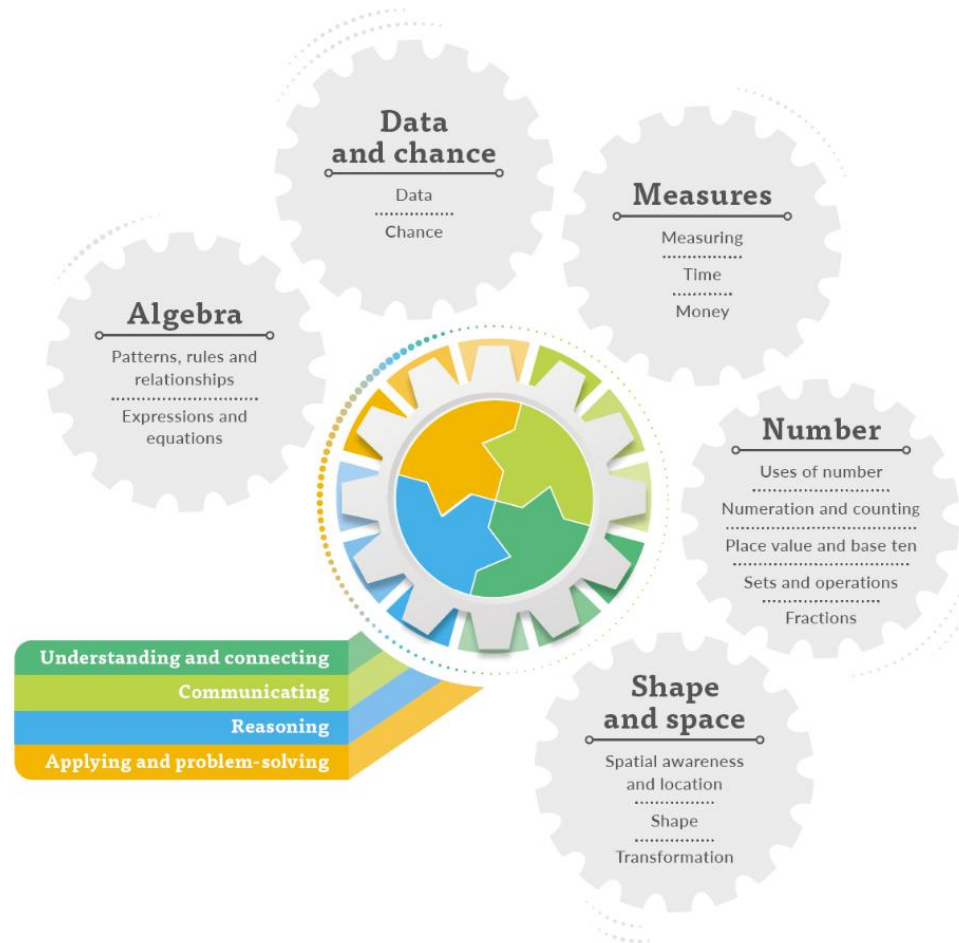 Data
and chance
Data
Chance
Measures
Measuring
Time
Money
Algebra
Patterns, rules and
relationships
Expressions and
equations
Number
Uses of number
Numeration and counting
Place value and base ten
Sets and operations
Fractions
Understanding and connecting
Communicating
Reasoning
Applying and problem-solving
Shape
and space
Spatial awareness
and location
Shape
Transformation